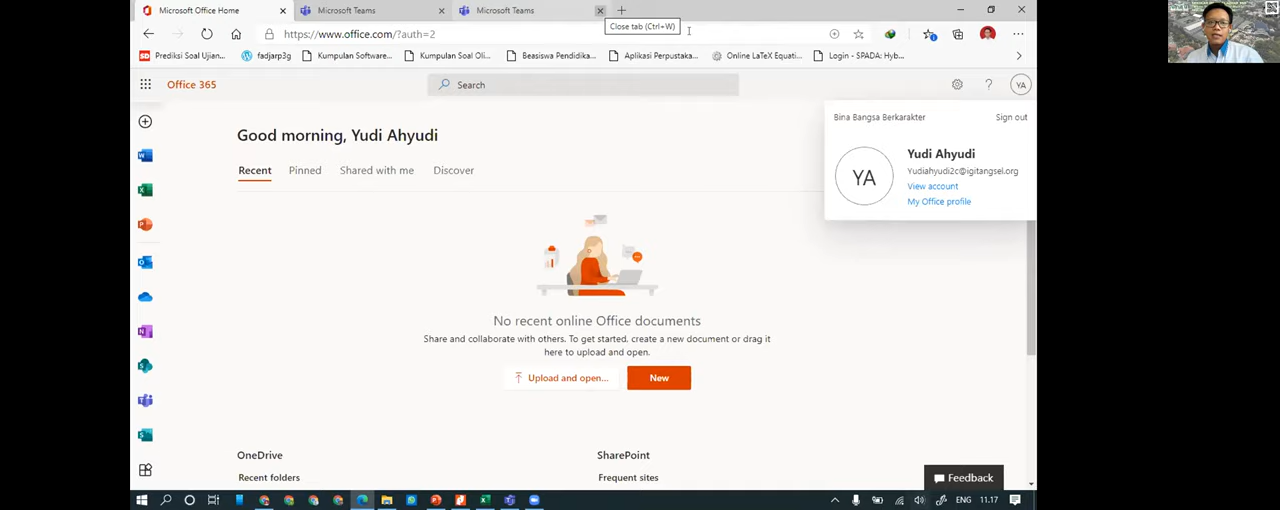 Microsoft Office Home
Microsoft Teams
Microsoft Teams
Close tab (Ctrl+W)
https://www.office.com/?auth=2
SD Prediksi Soal Ujian...
fadjarp3g
Kumpulan Software...
Kumpulan Soal Oli...
Beasiswa Pendidika...
Aplikasi Perpustaka...
Online LaTeX Equati...
Login - SPADA: Hyb...
Office 365
Search
?
YA
Bina Bangsa Berkarakter
Sign out
Good morning, Yudi Ahyudi
Yudi Ahyudi
YA
Yudiahyudi2c@igitangsel.org
View account
My Office profile
Recent
Pinned
Shared with me
Discover
No recent online Office documents
Share and collaborate with others. To get started, create a new document or drag it
here to upload and open.
Upload and open...
New
OneDrive
SharePoint
Recent folders
Frequent sites
Feedback
ENG
11.17